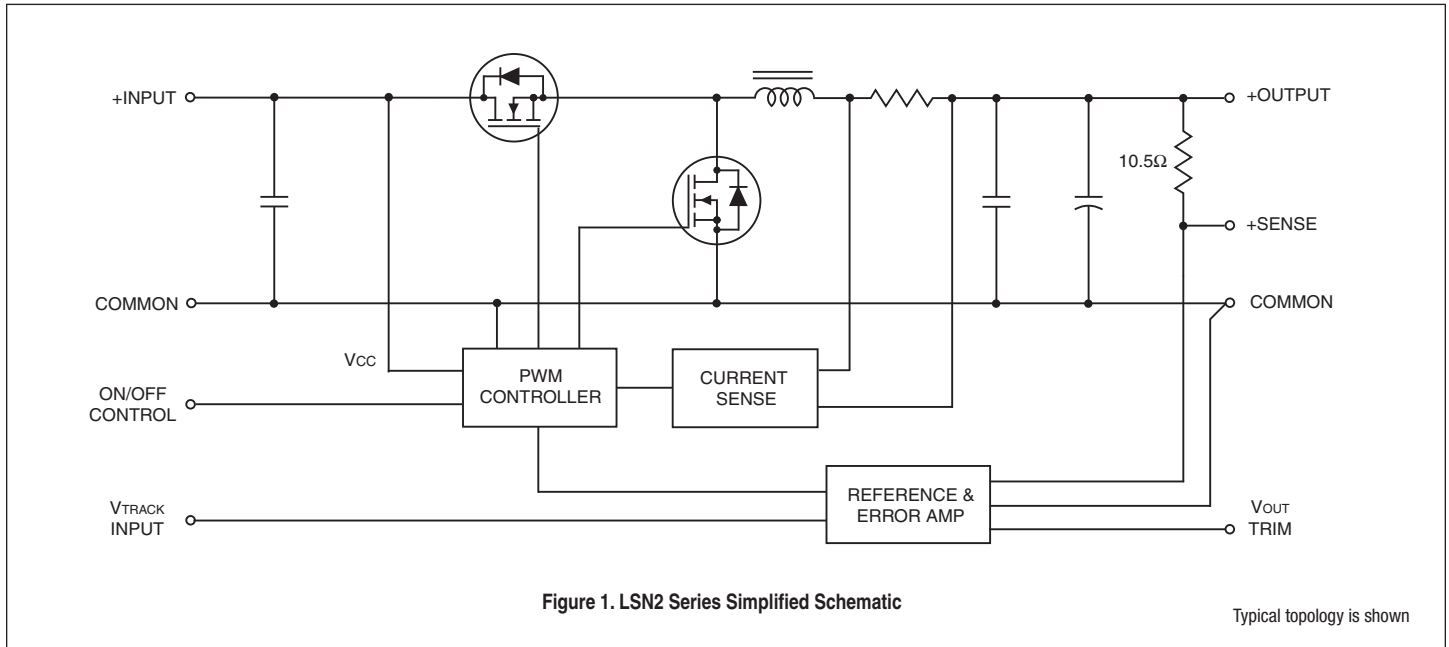 +INPUT
+OUTPUT
10.5Ω
+SENSE
COMMON
COMMON
VCC
PWM
CONTROLLER
CURRENT
SENSE
ON/OFF
CONTROL
REFERENCE &
ERROR AMP
VTRACK
INPUT
VOUT
TRIM
Figure 1. LSN2 Series Simplified Schematic
Typical topology is shown